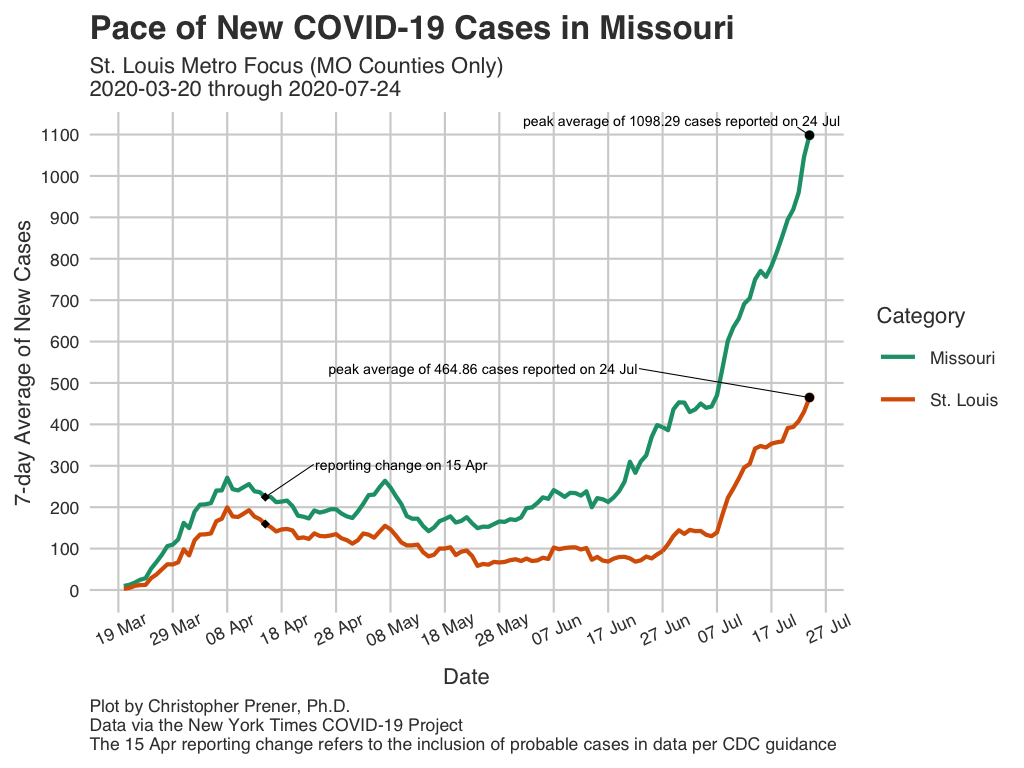 Pace of New COVID-19 Cases in Missouri
St. Louis Metro Focus (MO Counties Only)
2020-03-20 through 2020-07-24
peak average of 1098.29 cases reported on 24 Jul
1100
1000
900
800
700
600
500
400
300
200
100
0
7-day Average of New Cases
peak average of 464.86 cases reported on 24 Jul
reporting change on 15 Apr
Category
Missouri
St. Louis
19 Mar
29 Mar
08 Apr
18 Apr
28 Apr
08 May
18 May
28 May
07 Jun
17 Jun
27 Jun
07 Jul
17 Jul
27 Jul
Date
Plot by Christopher Prener, Ph.D.
Data via the New York Times COVID-19 Project
The 15 Apr reporting change refers to the inclusion of probable cases in data per CDC guidance